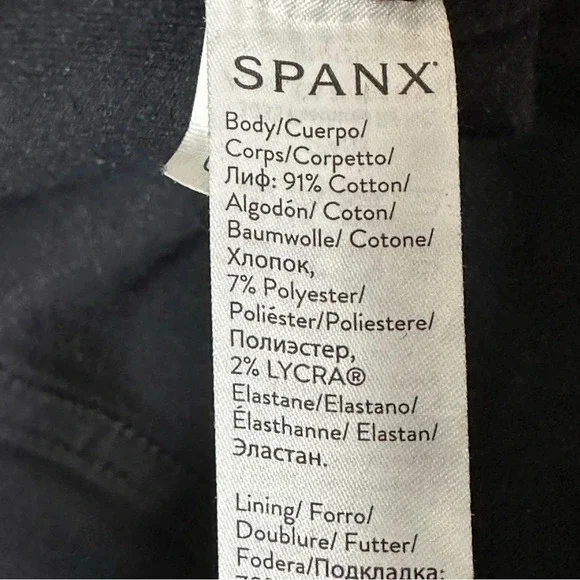 SPANX
Body/Cuerpo/
Corps/Corpetto/
Лиф: 91% Cotton/
Algodón/ Coton/
Baumwolle/ Cotone/
Хлопок,
7% Polyester/
Poliéster/Poliestere/
Полиэстер,
2% LYCRA®
Elastane/Elastano/
Élasthanne/ Elastan/
Эластан.
Lining/ Forro/
Doublure/ Futter/
Fodera/Подкладка: